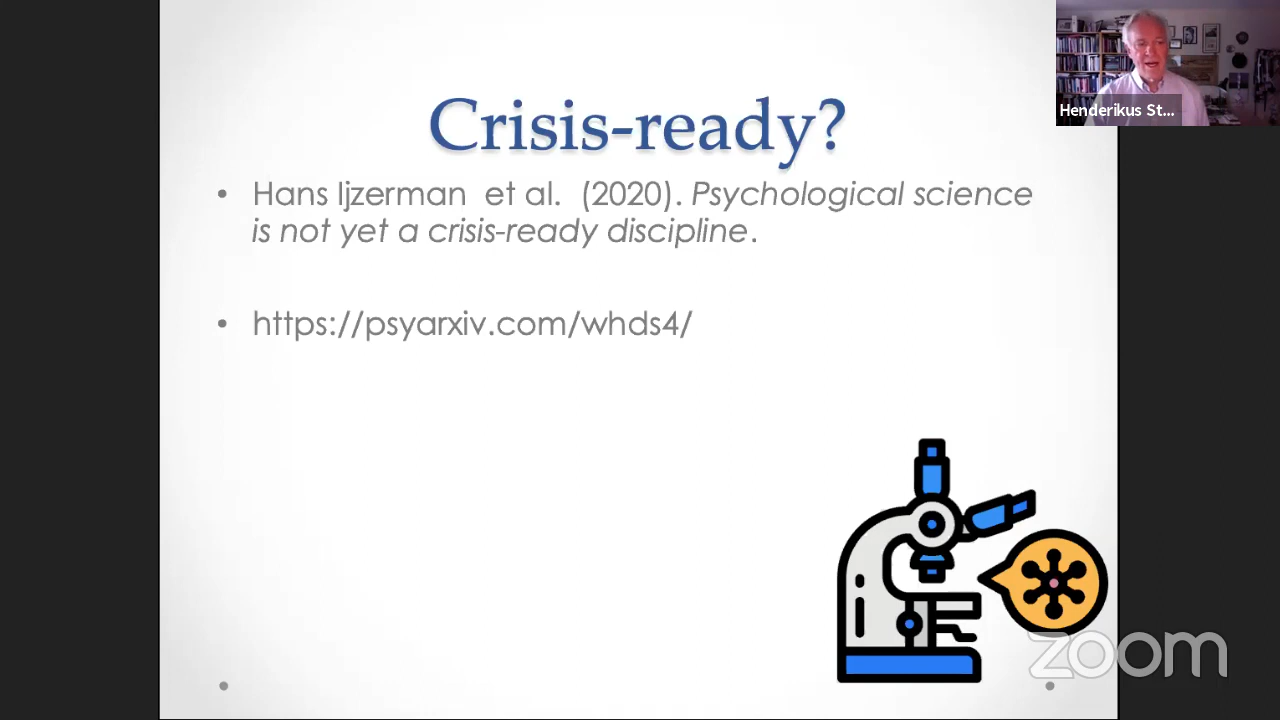 Crisis-ready?
Henderikus St...
• Hans Ijzerman et al. (2020). Psychological science
is not yet a crisis-ready discipline.
• https://psyarxiv.com/whds4/
zoom